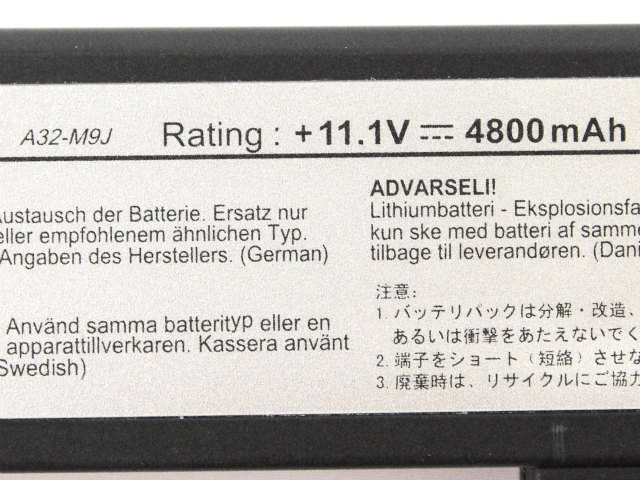 A32-M9J Rating : +11.1V ⎓ 4800mAh
Austausch der Batterie. Ersatz nur
eller empfohlenem ähnlichen Typ.
Angaben des Herstellers. (German)
Använd samma batterityp eller en
apparattillverkaren. Kassera använt
Swedish)
ADVARSELI!
Lithiumbatteri - Eksplosionsfa
kun ske med batteri af samme
tilbage til leverandøren. (Dani
注意:
1. バッテリパックは分解・改造、
あるいは衝撃をあたえないでく
2. 端子をショート（短絡）させな
3. 廃棄時は、リサイクルにご協力